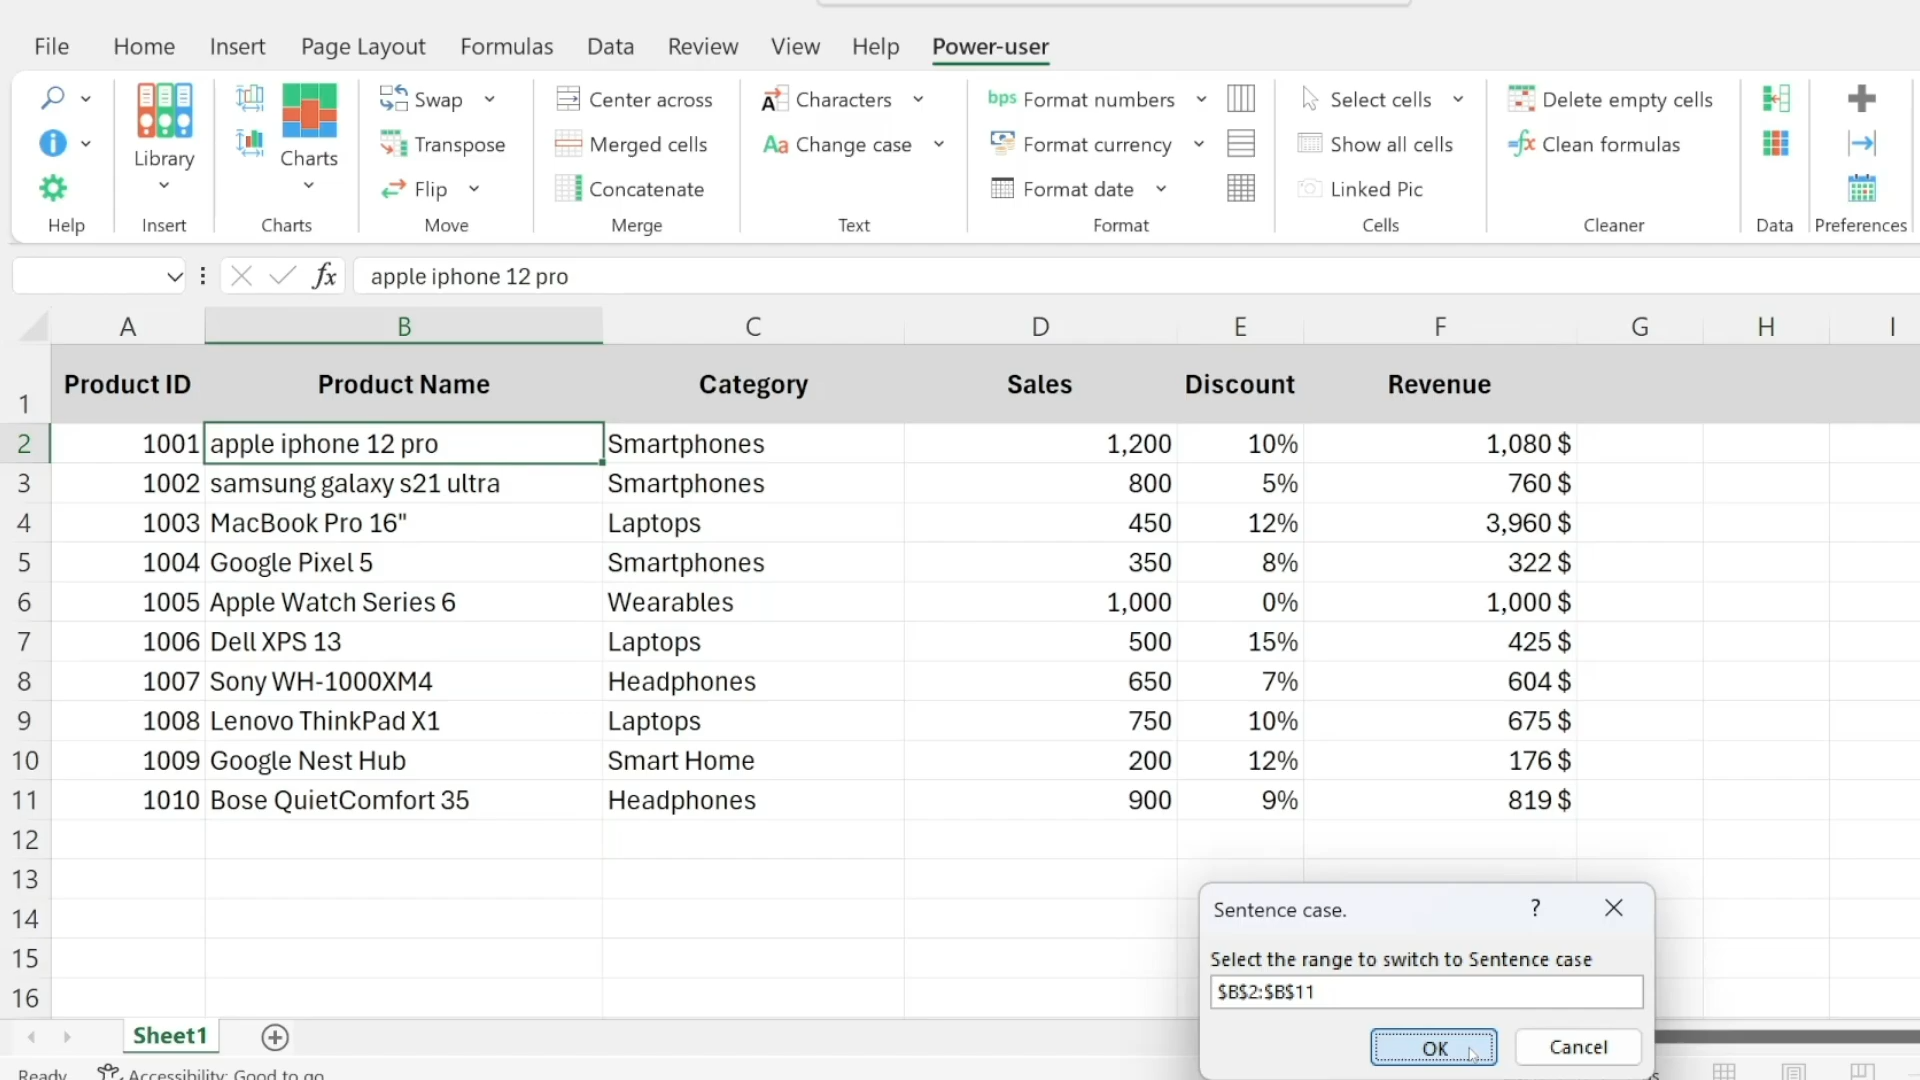 File Home Insert Page Layout Formulas Data Review View Help Power-user
Swap Center across Characters bps Format numbers Select cells Delete empty cells
Library Charts Transpose Merged cells Aa Change case Format currency Show all cells fx Clean formulas
Flip Concatenate Format date Linked Pic
Help Insert Charts Move Merge Text Format Cells Cleaner Data Preferences
fx apple iphone 12 pro
A B C D E F G H I
1 Product ID Product Name Category Sales Discount Revenue
2 1001 apple iphone 12 pro Smartphones 1,200 10% 1,080 $
3 1002 samsung galaxy s21 ultra Smartphones 800 5% 760 $
4 1003 MacBook Pro 16" Laptops 450 12% 3,960 $
5 1004 Google Pixel 5 Smartphones 350 8% 322 $
6 1005 Apple Watch Series 6 Wearables 1,000 0% 1,000 $
7 1006 Dell XPS 13 Laptops 500 15% 425 $
8 1007 Sony WH-1000XM4 Headphones 650 7% 604 $
9 1008 Lenovo ThinkPad X1 Laptops 750 10% 675 $
10 1009 Google Nest Hub Smart Home 200 12% 176 $
11 1010 Bose QuietComfort 35 Headphones 900 9% 819 $
12
13
14
15
16
Sentence case. ?
Select the range to switch to Sentence case
$B$2:$B$11
OK Cancel
Sheet1
Ready Accessibility: Good to go